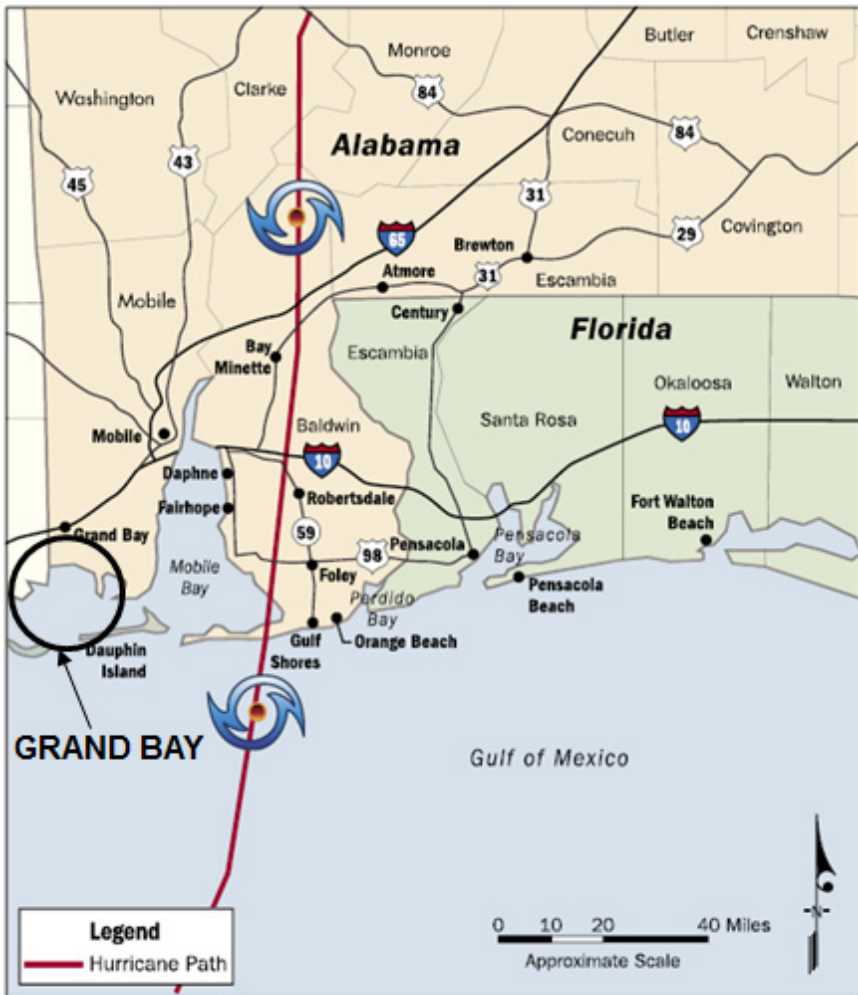 Monroe
Butler
Crenshaw
Washington
Clarke
84
Alabama
Conecuh
84
45
43
31
65
Brewton
29
Covington
31
Atmore
Escambia
Mobile
Century
Florida
Bay
Minette
Escambia
Okaloosa
Walton
Santa Rosa
Mobile
Baldwin
10
10
Daphne
Fairhope
Robertsdale
Fort Walton
Beach
Grand Bay
59
98
Pensacola
Pensacola
Bay
Mobile
Bay
Foley
Pensacola
Beach
Perdido
Bay
Dauphin
Island
Gulf
Shores
Orange Beach
GRAND BAY
Gulf of Mexico
Legend
Hurricane Path
0 10 20 40 Miles
Approximate Scale
N